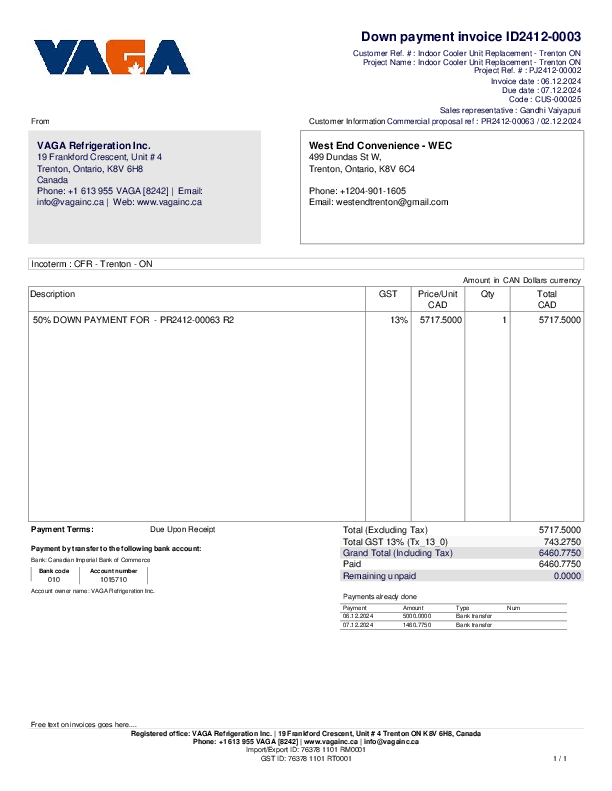 VAGA
Down payment invoice ID2412-0003
Customer Ref. # : Indoor Cooler Unit Replacement - Trenton ON
Project Name : Indoor Cooler Unit Replacement - Trenton ON
Project Ref. # : PJ2412-00002
Invoice date : 06.12.2024
Due date : 07.12.2024
Code : CUS-000025
Sales representative : Gandhi Vaiyapuri
From
Customer Information Commercial proposal ref : PR2412-00063 / 02.12.2024
VAGA Refrigeration Inc.
19 Frankford Crescent, Unit # 4
Trenton, Ontario, K8V 6H8
Canada
Phone: +1 613 955 VAGA [8242] | Email:
info@vagainc.ca | Web: www.vagainc.ca
West End Convenience - WEC
499 Dundas St W,
Trenton, Ontario, K8V 6C4
Phone: +1204-901-1605
Email: westendtrenton@gmail.com
Incoterm : CFR - Trenton - ON
Amount in CAN Dollars currency
Description GST Price/Unit CAD Qty Total CAD
50% DOWN PAYMENT FOR - PR2412-00063 R2 13% 5717.5000 1 5717.5000
Payment Terms: Due Upon Receipt
Payment by transfer to the following bank account:
Bank: Canadian Imperial Bank of Commerce
Bank code Account number
010 1015710
Account owner name: VAGA Refrigeration Inc.
Total (Excluding Tax) 5717.5000
Total GST 13% (Tx_13_0) 743.2750
Grand Total (Including Tax) 6460.7750
Paid 6460.7750
Remaining unpaid 0.0000
Payments already done
Payment Amount Type Num
06.12.2024 5000.0000 Bank transfer
07.12.2024 1460.7750 Bank transfer
Free text on invoices goes here....
Registered office: VAGA Refrigeration Inc. | 19 Frankford Crescent, Unit # 4 Trenton ON K8V 6H8, Canada
Phone: +1 613 955 VAGA [8242] | www.vagainc.ca | info@vagainc.ca
Import/Export ID: 76378 1101 RM0001
GST ID: 76378 1101 RT0001
1 / 1